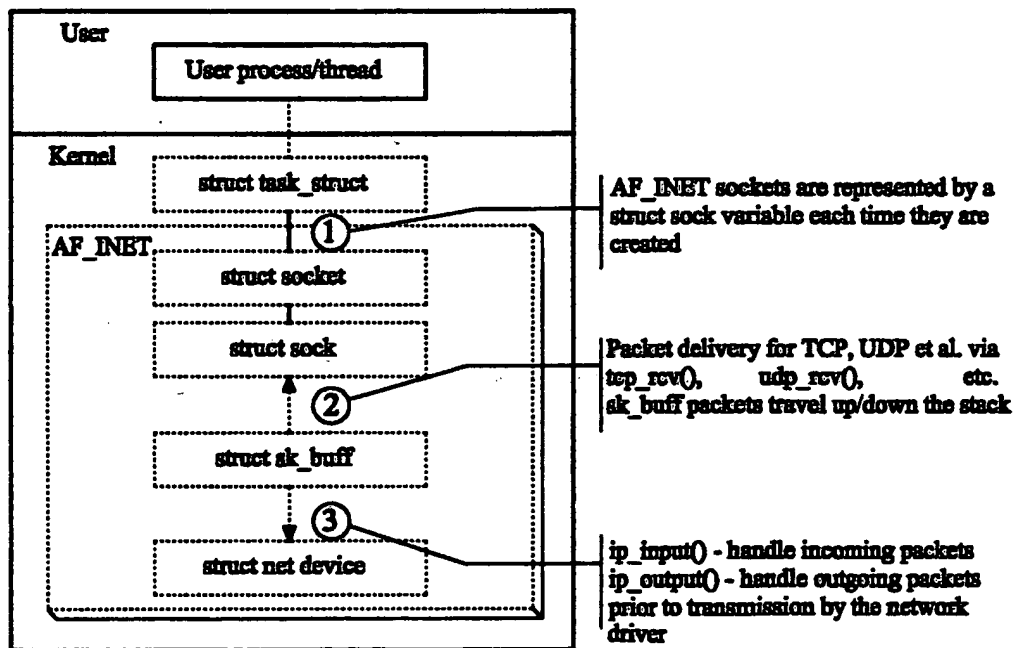 User
User process/thread
Kernel
struct task_struct
1
AF_INET
struct socket
struct sock
2
struct sk_buff
3
struct net device
AF_INET sockets are represented by a
struct sock variable each time they are
created
Packet delivery for TCP, UDP et al. via
tcp_rcv(), udp_rcv(), etc.
sk_buff packets travel up/down the stack
ip_input() - handle incoming packets
ip_output() - handle outgoing packets
prior to transmission by the network
driver